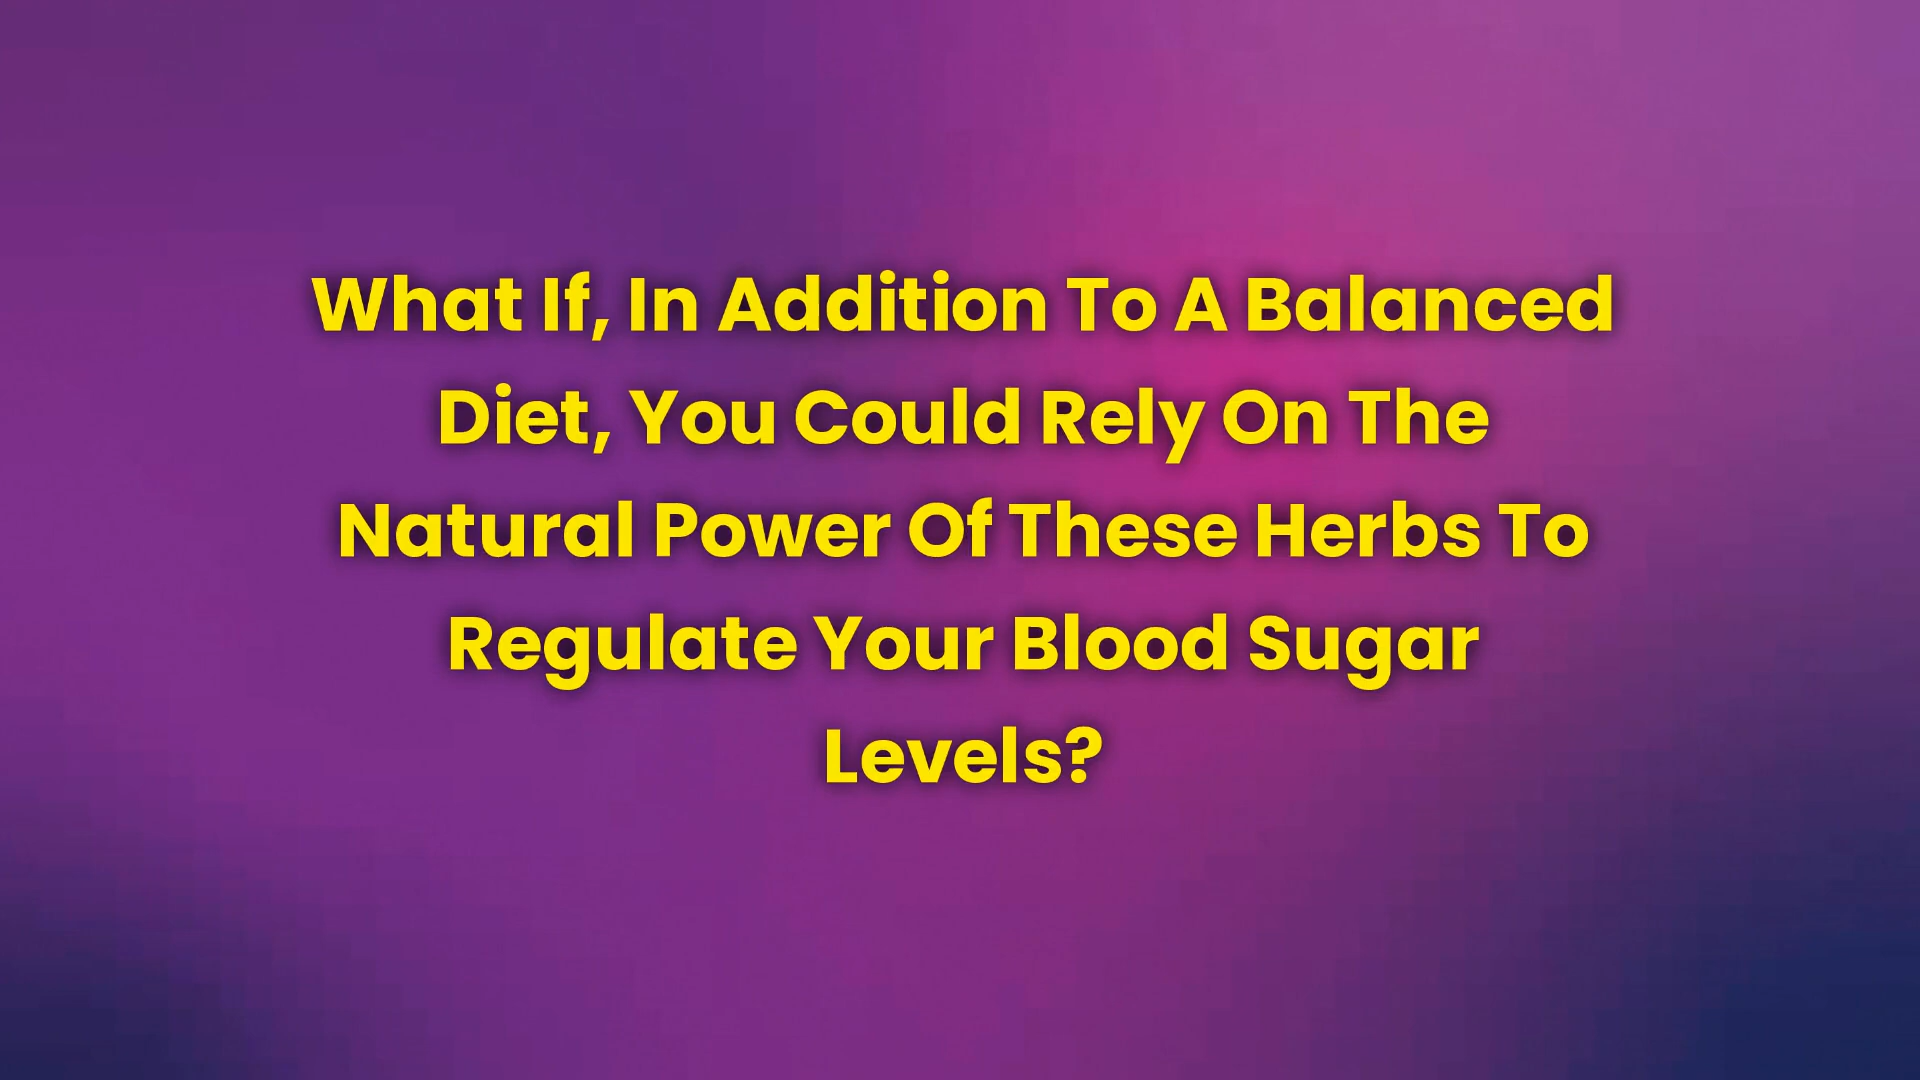 What If, In Addition To A Balanced
Diet, You Could Rely On The
Natural Power Of These Herbs To
Regulate Your Blood Sugar
Levels?